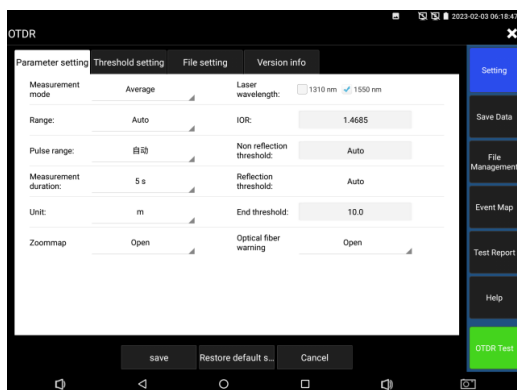 2023-02-03 06:18:47
OTDR
Parameter setting Threshold setting File setting Version info
Measurement mode Average
Laser wavelength: 1310 nm 1550 nm
Range: Auto
IOR: 1.4685
Pulse range: 自动
Non reflection threshold: Auto
Measurement duration: 5 s
Reflection threshold: Auto
Unit: m
End threshold: 10.0
Zoommap Open
Optical fiber warning Open
save Restore default s... Cancel
Setting
Save Data
File Management
Event Map
Test Report
Help
OTDR Test